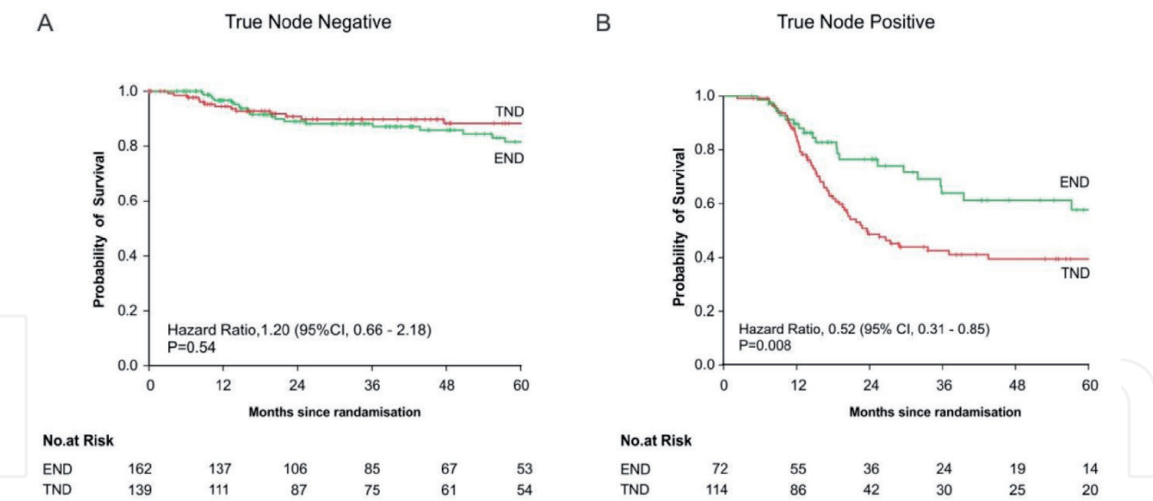 A
True Node Negative
1.0
0.8
0.6
0.4
0.2
0.0
Probability of Survival
TND
END
Hazard Ratio,1.20 (95%CI, 0.66 - 2.18)
P=0.54
0 12 24 36 48 60
Months since randomisation
No.at Risk
END 162 137 106 85 67 53
TND 139 111 87 75 61 54
B
True Node Positive
1.0
0.8
0.6
0.4
0.2
0.0
Probability of Survival
END
TND
Hazard Ratio, 0.52 (95% CI, 0.31 - 0.85)
P=0.008
0 12 24 36 48 60
Months since randomisation
No.at Risk
END 72 55 36 24 19 14
TND 114 86 42 30 25 20